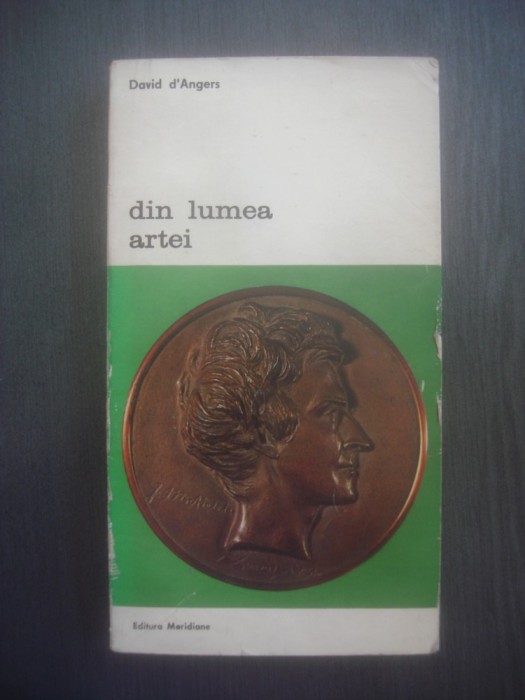 David d'Angers
din lumea
artei
Editura Meridiane